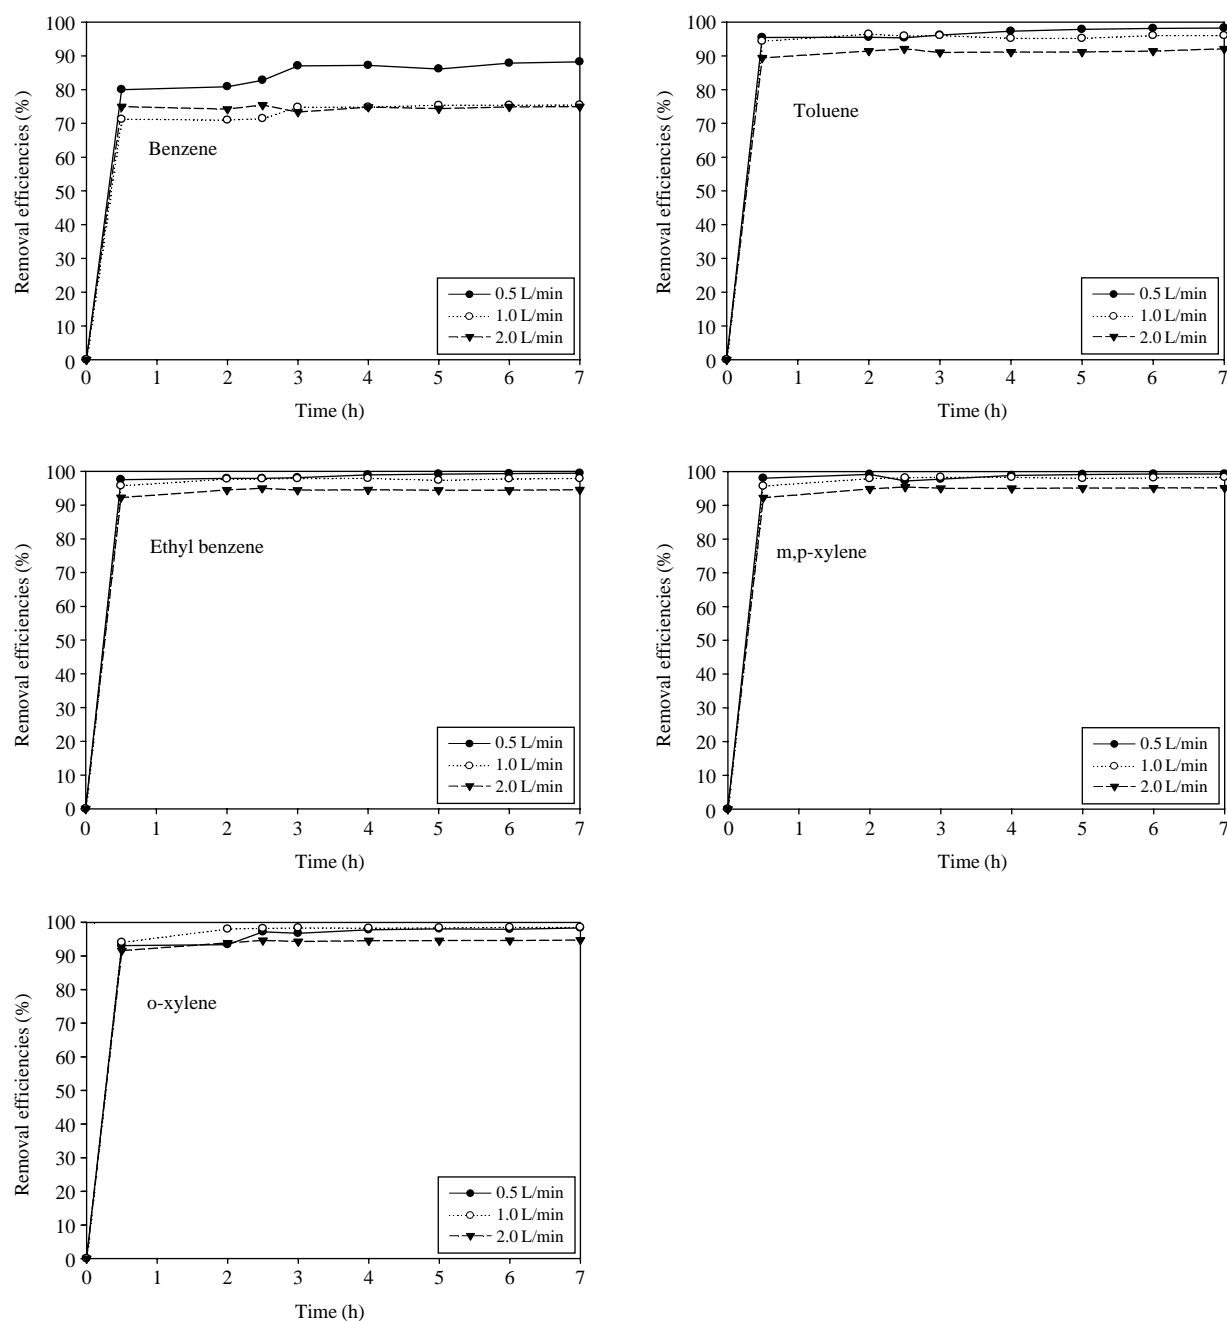 Removal efficiencies (%)
100
90
80
70
60
50
40
30
20
10
0
Benzene
0.5 L/min
1.0 L/min
2.0 L/min
0 1 2 3 4 5 6 7
Time (h)
Removal efficiencies (%)
100
90
80
70
60
50
40
30
20
10
0
Toluene
0.5 L/min
1.0 L/min
2.0 L/min
0 1 2 3 4 5 6 7
Time (h)
Removal efficiencies (%)
100
90
80
70
60
50
40
30
20
10
0
Ethyl benzene
0.5 L/min
1.0 L/min
2.0 L/min
0 1 2 3 4 5 6 7
Time (h)
Removal efficiencies (%)
100
90
80
70
60
50
40
30
20
10
0
m,p-xylene
0.5 L/min
1.0 L/min
2.0 L/min
0 1 2 3 4 5 6 7
Time (h)
Removal efficiencies (%)
100
90
80
70
60
50
40
30
20
10
0
o-xylene
0.5 L/min
1.0 L/min
2.0 L/min
0 1 2 3 4 5 6 7
Time (h)